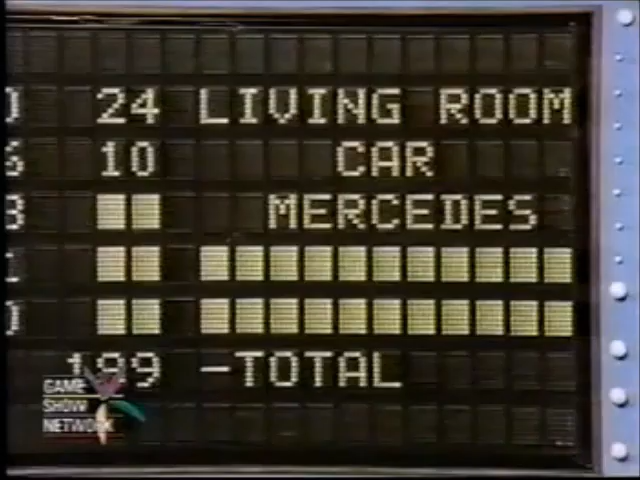 24 LIVING ROOM
10 CAR
MERCEDES
199 -TOTAL
GAME
SHOW
NETWORK